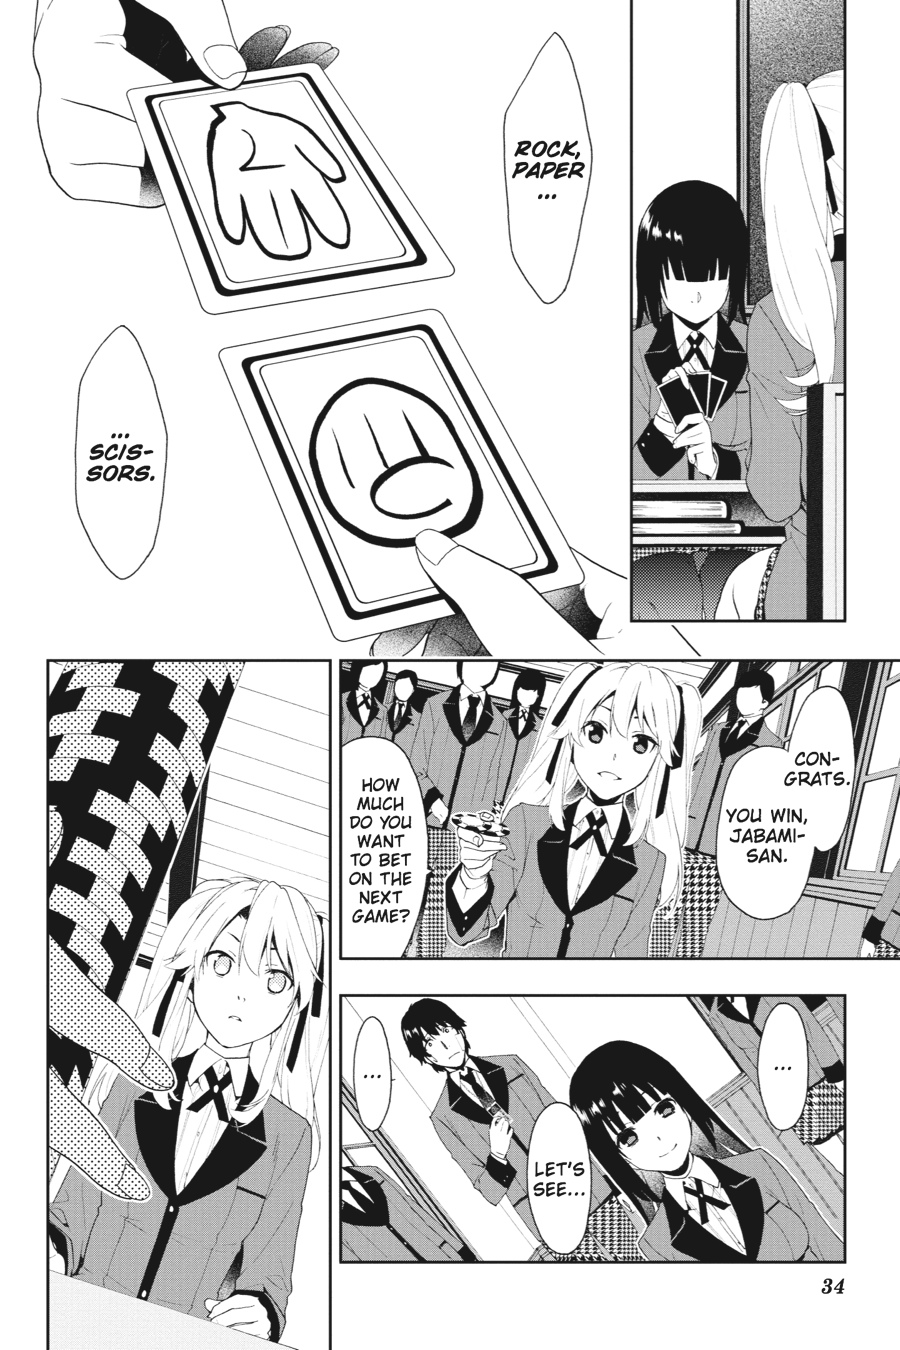 ROCK,
PAPER
...
...
SCIS-
SORS.
CON-
GRATS.
YOU WIN,
JABAMI-
SAN.
HOW
MUCH
DO YOU
WANT
TO BET
ON THE
NEXT
GAME?
...
LET'S
SEE...
...
34